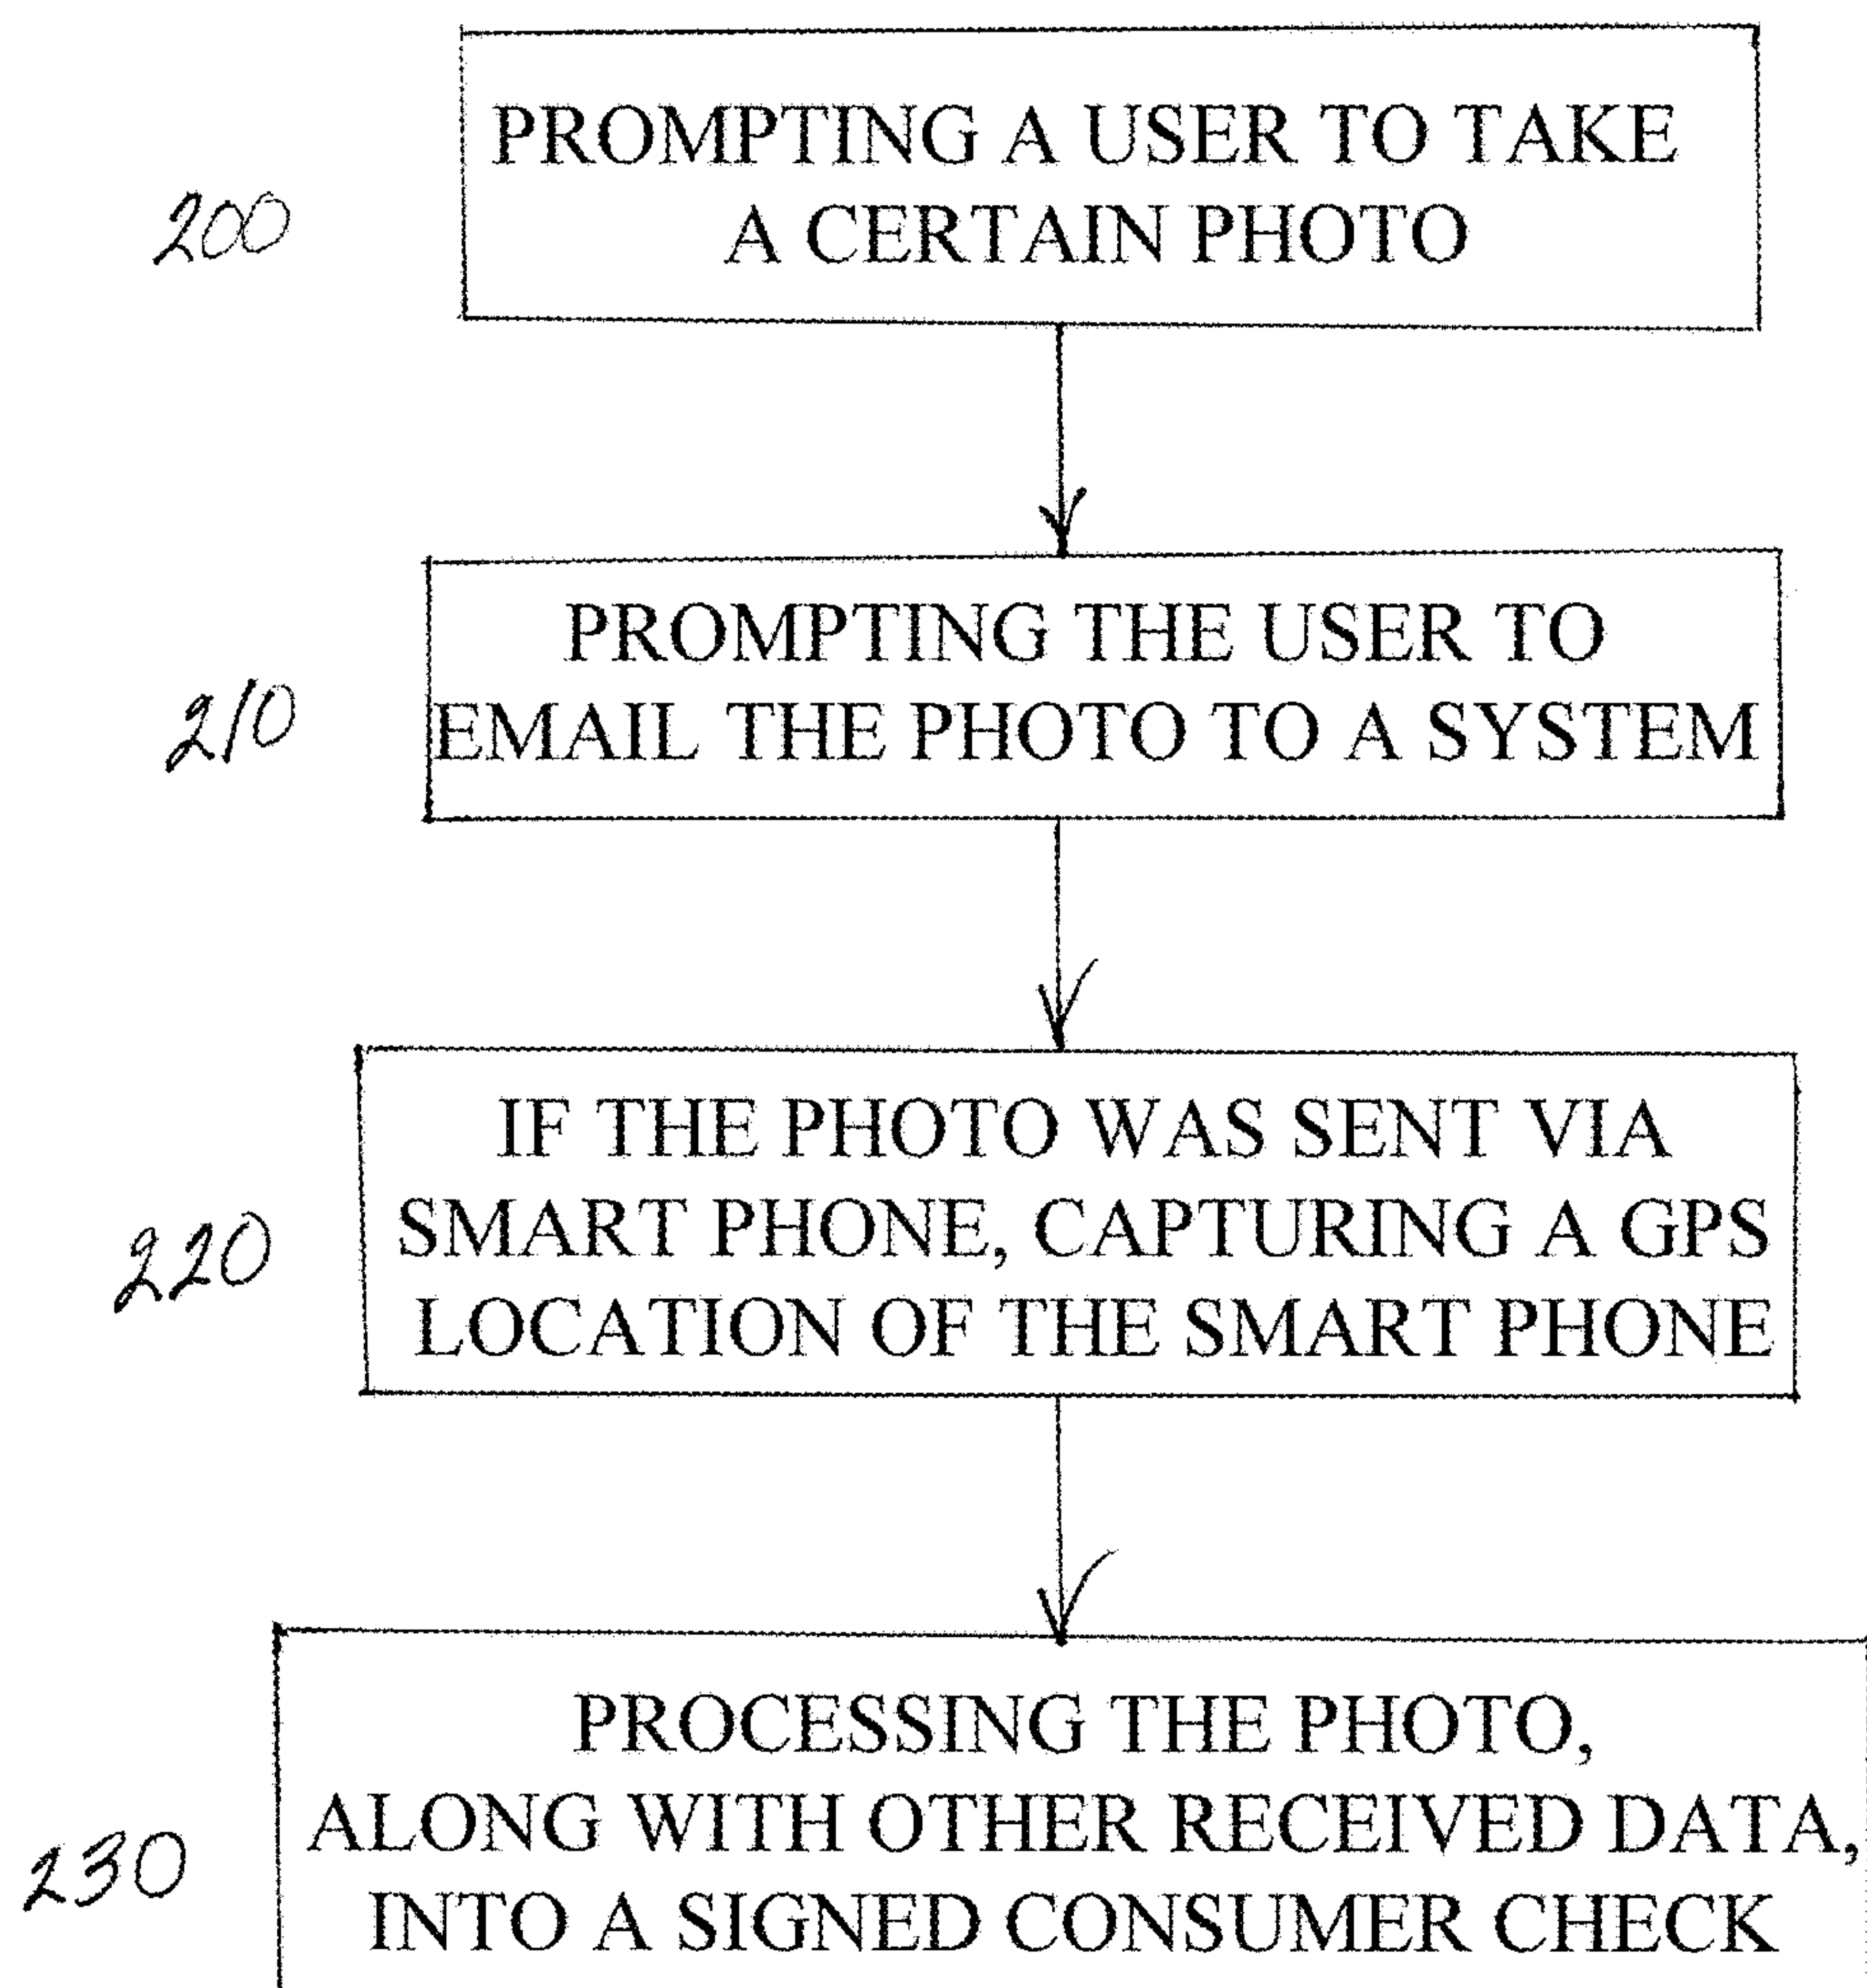 PROMPTING A USER TO TAKE
A CERTAIN PHOTO
200
PROMPTING THE USER TO
EMAIL THE PHOTO TO A SYSTEM
210
IF THE PHOTO WAS SENT VIA
SMART PHONE, CAPTURING A GPS
LOCATION OF THE SMART PHONE
220
PROCESSING THE PHOTO,
ALONG WITH OTHER RECEIVED DATA,
INTO A SIGNED CONSUMER CHECK
230